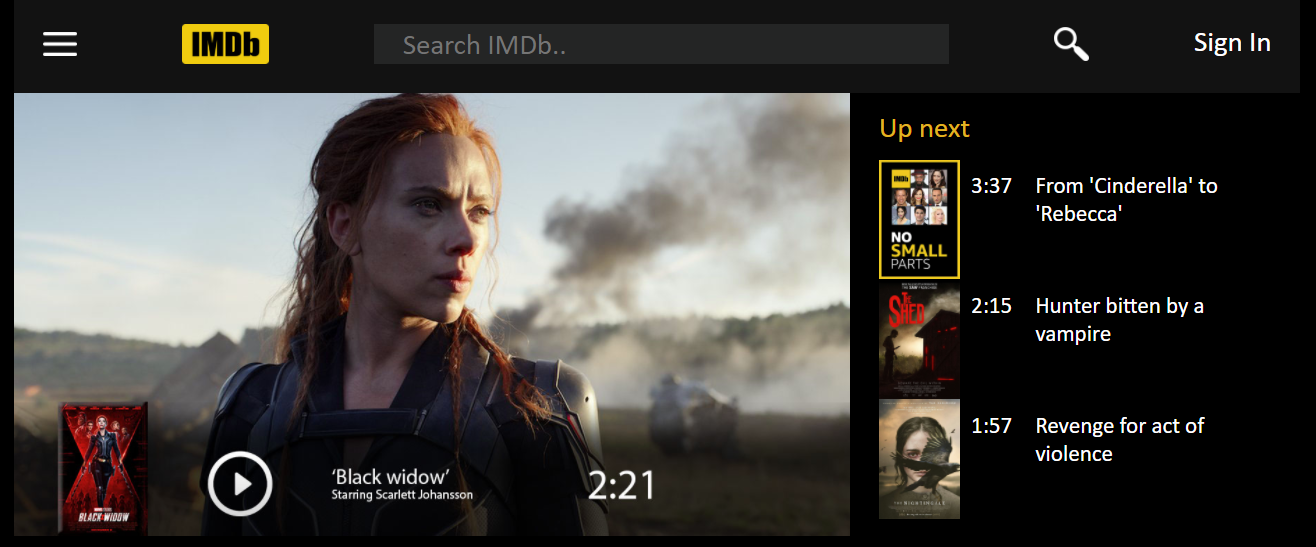 IMDb
Search IMDb..
Sign In
Up next
IMDb
NO
SMALL
PARTS
3:37
From 'Cinderella' to
'Rebecca'
The
SHED
2:15
Hunter bitten by a
vampire
THE NIGHTINGALE
1:57
Revenge for act of
violence
BLACK WIDOW
‘Black widow’
Starring Scarlett Johansson
2:21